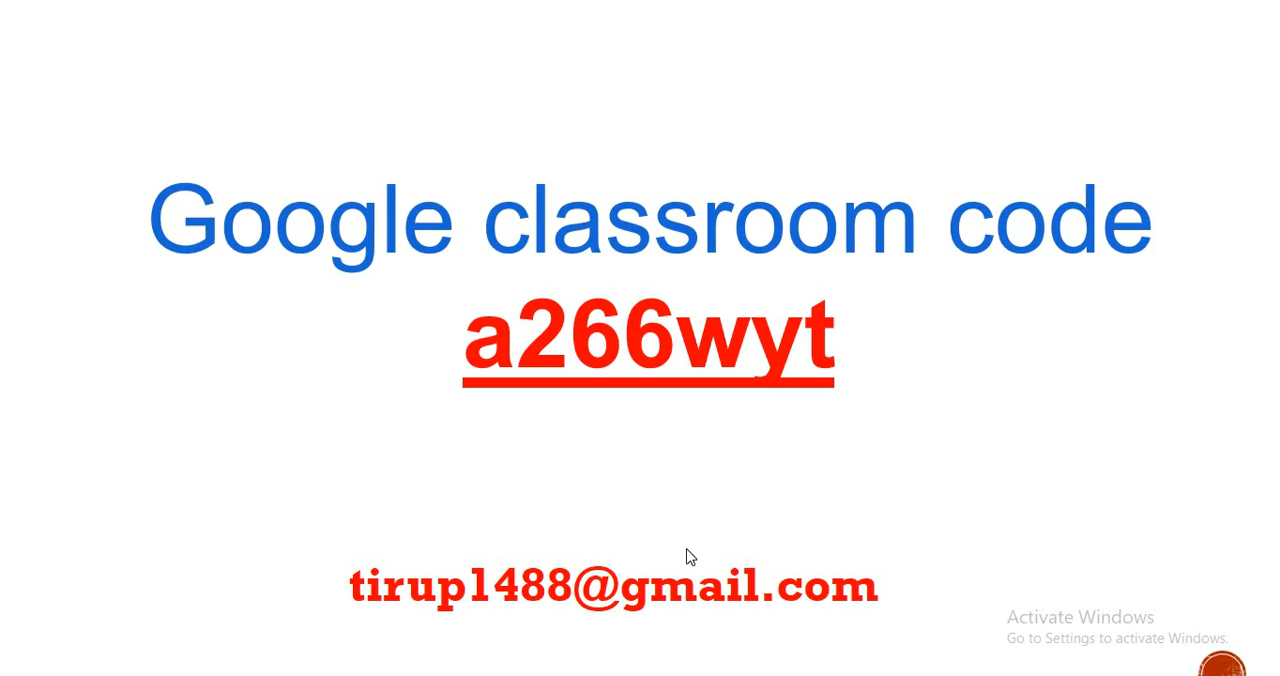 Google classroom code
a266wyt
tirup1488@gmail.com
Activate Windows
Go to Settings to activate Windows.